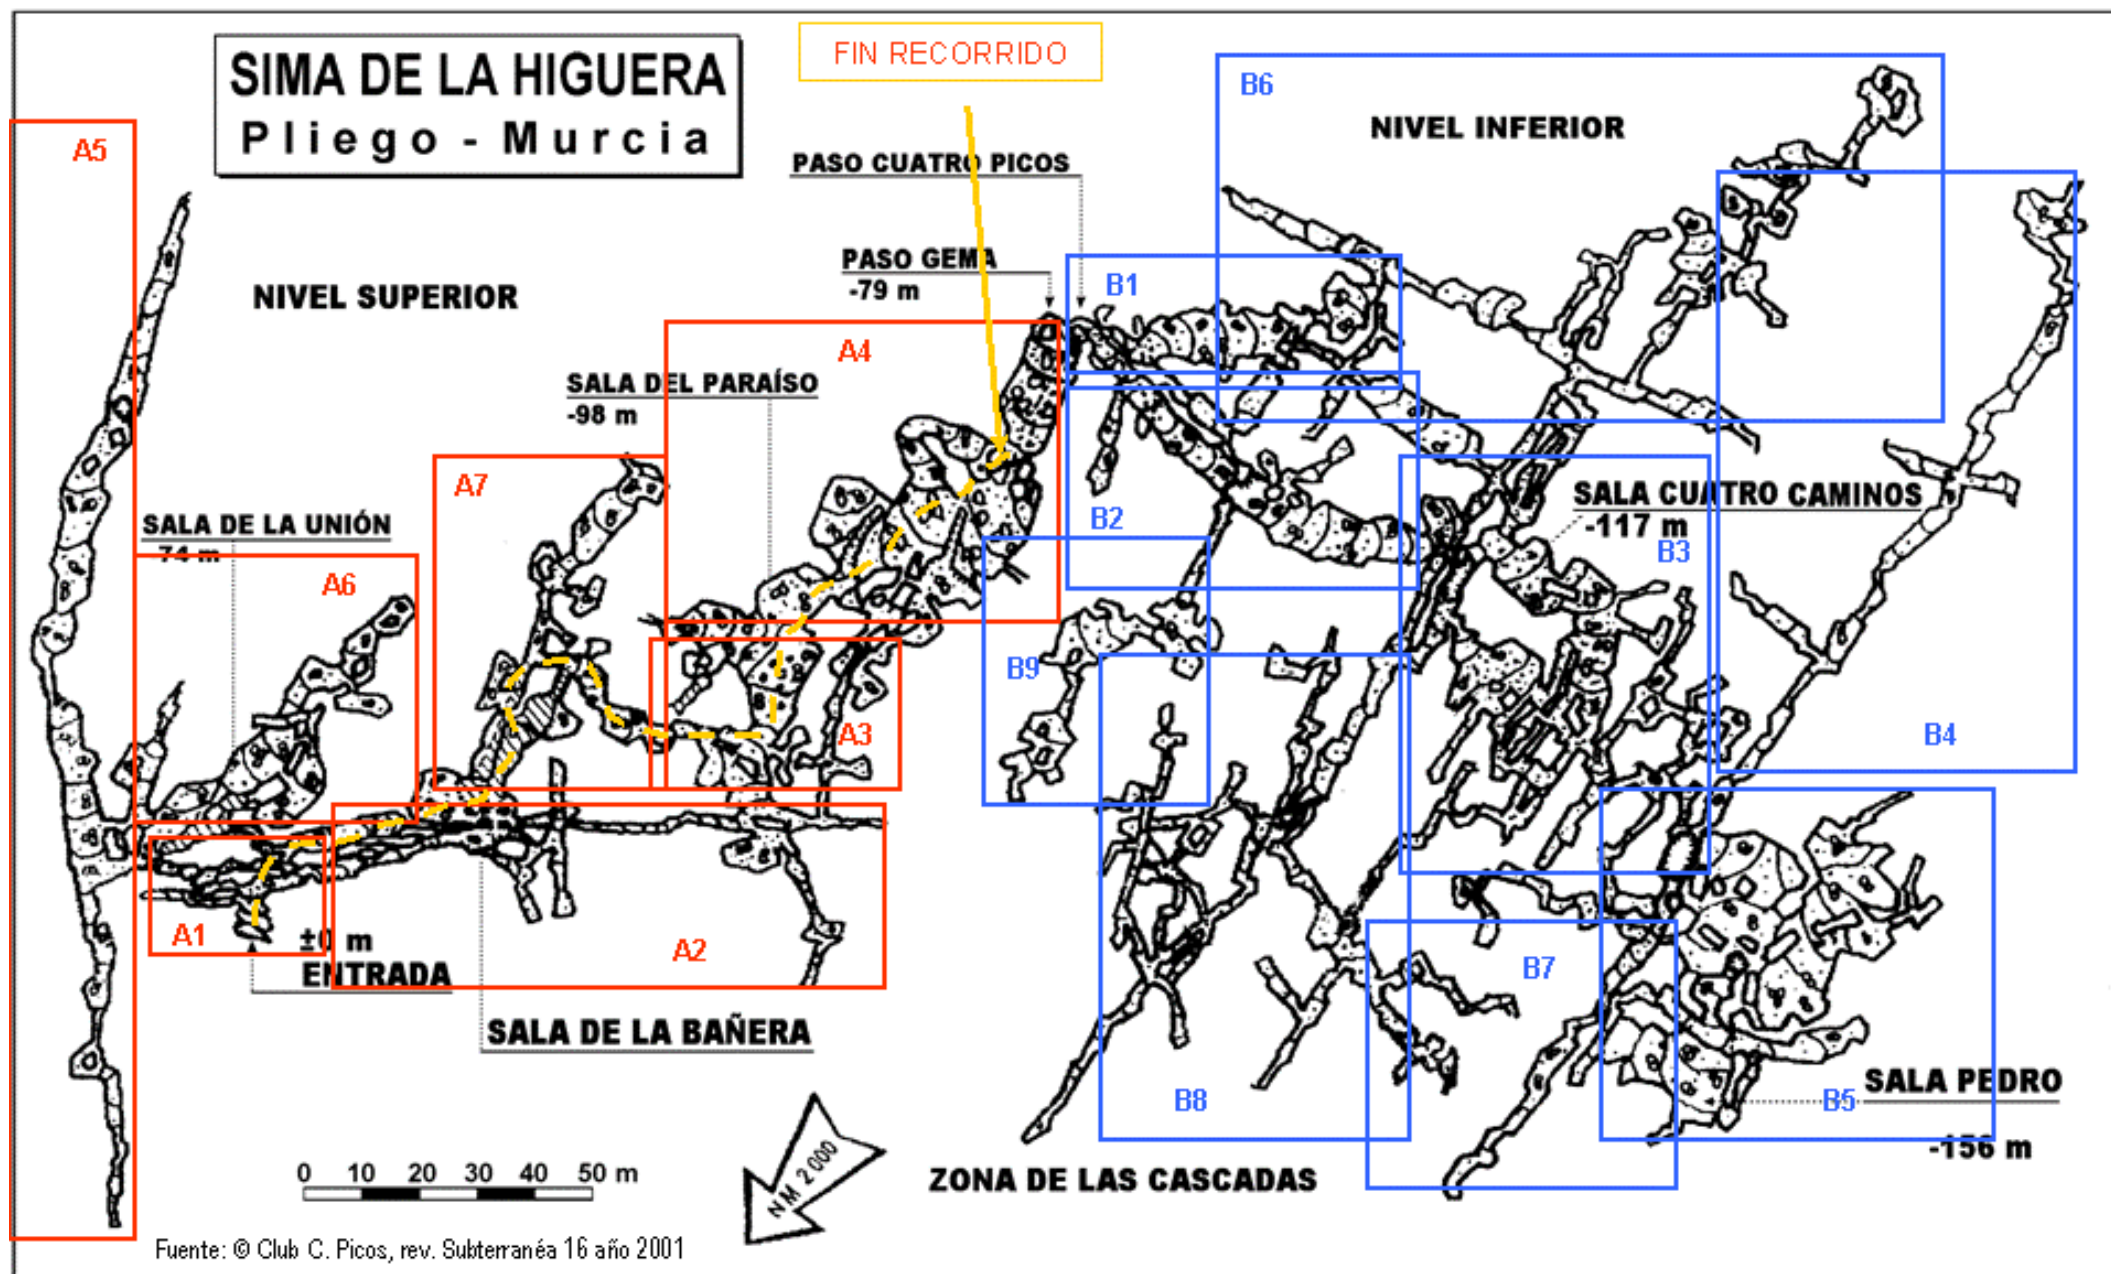 SIMA DE LA HIGUERA
Pliego - Murcia
FIN RECORRIDO
B6
NIVEL INFERIOR
A5
PASO CUATRO PICOS
PASO GEMA
-79 m
B1
NIVEL SUPERIOR
A4
SALA DEL PARAÍSO
-98 m
A7
SALA DE LA UNIÓN
-74 m
SALA CUATRO CAMINOS
-117 m
B2
B3
A6
B9
A3
B4
A1
±0 m
ENTRADA
A2
B7
SALA DE LA BAÑERA
SALA PEDRO
B5
-156 m
B8
ZONA DE LAS CASCADAS
NM 2000
0 10 20 30 40 50 m
Fuente: © Club C. Picos, rev. Subterranéa 16 año 2001